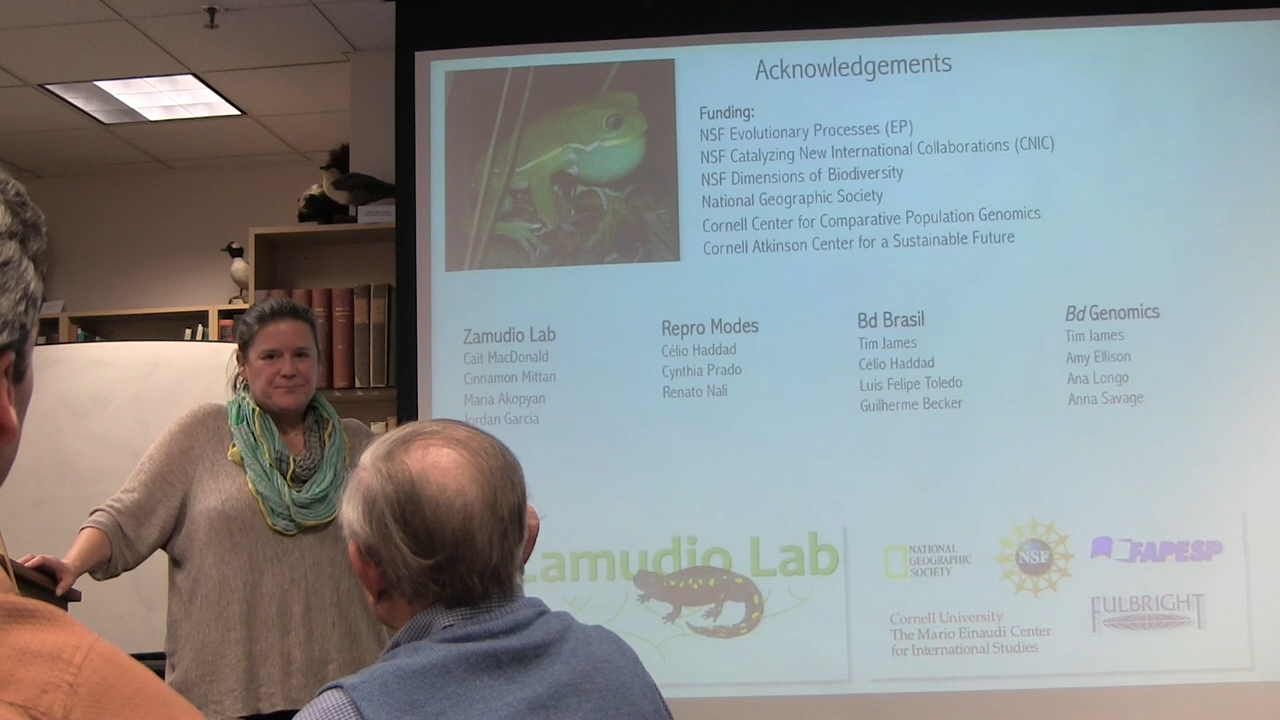 Acknowledgements
Funding:
NSF Evolutionary Processes (EP)
NSF Catalyzing New International Collaborations (CNIC)
NSF Dimensions of Biodiversity
National Geographic Society
Cornell Center for Comparative Population Genomics
Cornell Atkinson Center for a Sustainable Future
Zamudio Lab
Cait MacDonald
Cinnamon Mittan
Maria Akopyan
Jordan Garcia
Repro Modes
Célio Haddad
Cynthia Prado
Renato Nali
Bd Brasil
Tim James
Célio Haddad
Luis Felipe Toledo
Guilherme Becker
Bd Genomics
Tim James
Amy Ellison
Ana Longo
Anna Savage
Zamudio Lab
NATIONAL
GEOGRAPHIC
SOCIETY
NSF
FAPESP
Cornell University
The Mario Einaudi Center
for International Studies
FULBRIGHT